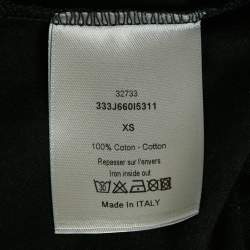 32733
333J660I5311
XS
100% Coton - Cotton
Repasser sur l'envers
Iron inside out
Made In ITALY